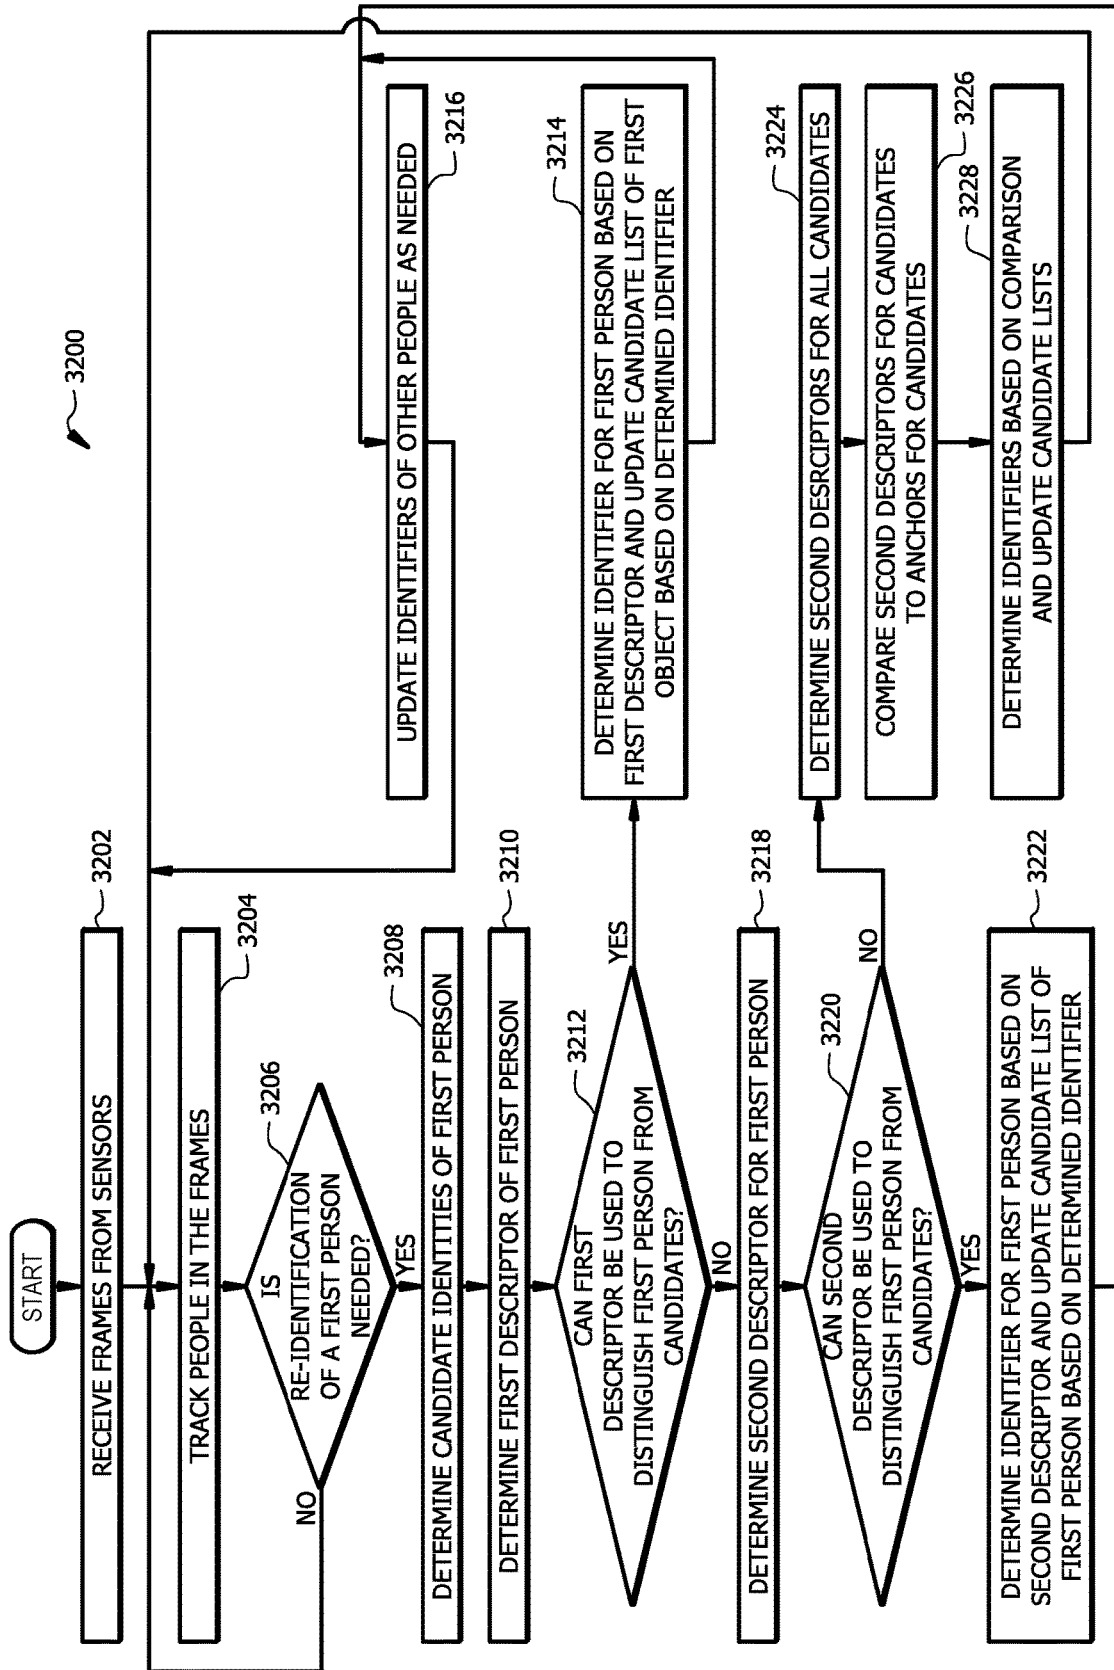 3200
START
RECEIVE FRAMES FROM SENSORS
3202
TRACK PEOPLE IN THE FRAMES
3204
IS
RE-IDENTIFICATION
OF A FIRST PERSON
NEEDED?
3206
NO
YES
DETERMINE CANDIDATE IDENTITIES OF FIRST PERSON
3208
DETERMINE FIRST DESCRIPTOR OF FIRST PERSON
3210
CAN FIRST
DESCRIPTOR BE USED TO
DISTINGUISH FIRST PERSON FROM
CANDIDATES?
3212
YES
NO
DETERMINE IDENTIFIER FOR FIRST PERSON BASED ON
FIRST DESCRIPTOR AND UPDATE CANDIDATE LIST OF FIRST
OBJECT BASED ON DETERMINED IDENTIFIER
3214
UPDATE IDENTIFIERS OF OTHER PEOPLE AS NEEDED
3216
DETERMINE SECOND DESCRIPTOR FOR FIRST PERSON
3218
CAN SECOND
DESCRIPTOR BE USED TO
DISTINGUISH FIRST PERSON FROM
CANDIDATES?
3220
NO
YES
DETERMINE IDENTIFIER FOR FIRST PERSON BASED ON
SECOND DESCRIPTOR AND UPDATE CANDIDATE LIST OF
FIRST PERSON BASED ON DETERMINED IDENTIFIER
3222
DETERMINE SECOND DESRCIPTORS FOR ALL CANDIDATES
3224
COMPARE SECOND DESCRIPTORS FOR CANDIDATES
TO ANCHORS FOR CANDIDATES
3226
3228
DETERMINE IDENTIFIERS BASED ON COMPARISON
AND UPDATE CANDIDATE LISTS